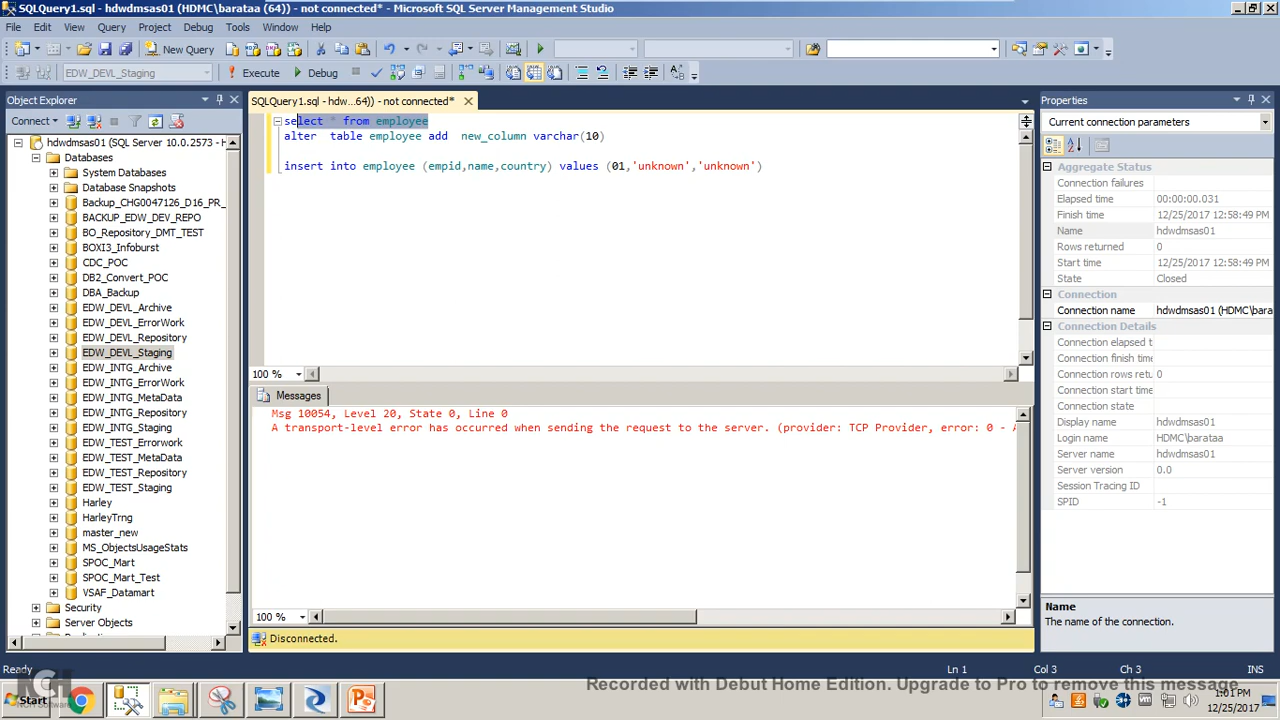 SQLQuery1.sql - hdwdmsas01 (HDMC\barataa (64)) - not connected* - Microsoft SQL Server Management Studio
File Edit View Query Project Debug Tools Window Help
New Query
EDW_DEVL_Staging Execute Debug
Object Explorer
Connect
hdwdmsas01 (SQL Server 10.0.2573 -
Databases
System Databases
Database Snapshots
Backup_CHG0047126_D16_PR_
BACKUP_EDW_DEV_REPO
BO_Repository_DMT_TEST
BOXI3_Infoburst
CDC_POC
DB2_Convert_POC
DBA_Backup
EDW_DEVL_Archive
EDW_DEVL_ErrorWork
EDW_DEVL_Repository
EDW_DEVL_Staging
EDW_INTG_Archive
EDW_INTG_ErrorWork
EDW_INTG_MetaData
EDW_INTG_Repository
EDW_INTG_Staging
EDW_TEST_Errorwork
EDW_TEST_MetaData
EDW_TEST_Repository
EDW_TEST_Staging
Harley
HarleyTrng
master_new
MS_ObjectsUsageStats
SPOC_Mart
SPOC_Mart_Test
VSAF_Datamart
Security
Server Objects
SQLQuery1.sql - hdw...64)) - not connected*
select * from employee
alter table employee add new_column varchar(10)
insert into employee (empid,name,country) values (01,'unknown','unknown')
100 %
Messages
Msg 10054, Level 20, State 0, Line 0
A transport-level error has occurred when sending the request to the server. (provider: TCP Provider, error: 0 - A
100 %
Disconnected.
Properties
Current connection parameters
Aggregate Status
Connection failures
Elapsed time 00:00:00.031
Finish time 12/25/2017 12:58:49 PM
Name hdwdmsas01
Rows returned 0
Start time 12/25/2017 12:58:49 PM
State Closed
Connection
Connection name hdwdmsas01 (HDMC\bara
Connection Details
Connection elapsed t
Connection finish time
Connection rows retu 0
Connection start time
Connection state
Display name hdwdmsas01
Login name HDMC\barataa
Server name hdwdmsas01
Server version 0.0
Session Tracing ID
SPID -1
Name
The name of the connection.
Ready Ln 1 Col 3 Ch 3 INS
Recorded with Debut Home Edition. Upgrade to Pro to remove this message
Start
1:01 PM
12/25/2017